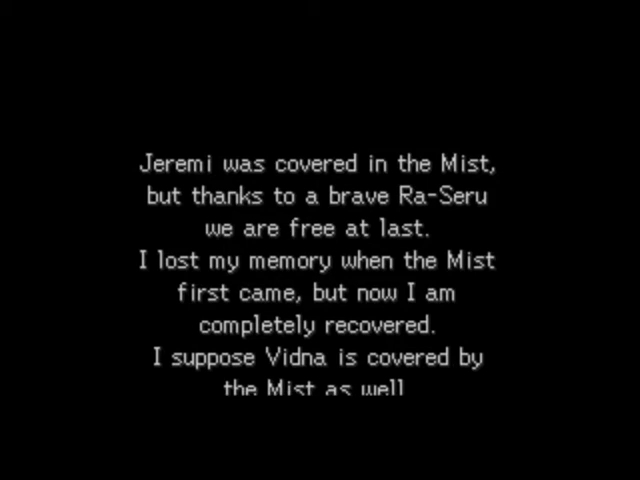 Jeremi was covered in the Mist,
but thanks to a brave Ra-Seru
we are free at last.
I lost my memory when the Mist
first came, but now I am
completely recovered.
I suppose Vidna is covered by
the Mist as well